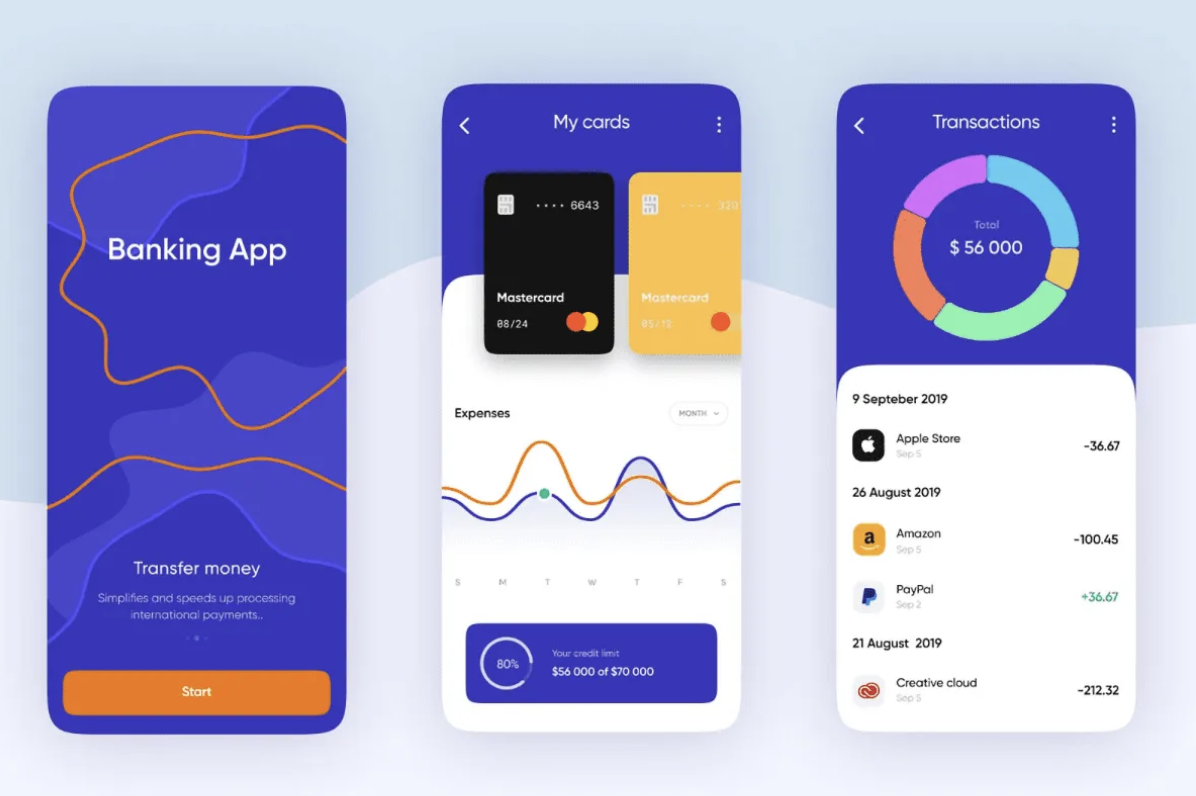 Banking App
Transfer money
Simplifies and speeds up processing
international payments..
Start
My cards
.... 6643
Mastercard
08/24
.... 320
Mastercard
05/18
Expenses
MONTH
S M T W T F S
80%
Your credit limit
$56 000 of $70 000
Transactions
Total
$ 56 000
9 Septeber 2019
Apple Store
-36.67
Sep 5
26 August 2019
Amazon
-100.45
Sep 5
PayPal
+36.67
Sep 2
21 August 2019
Creative cloud
-212.32
Sep 5